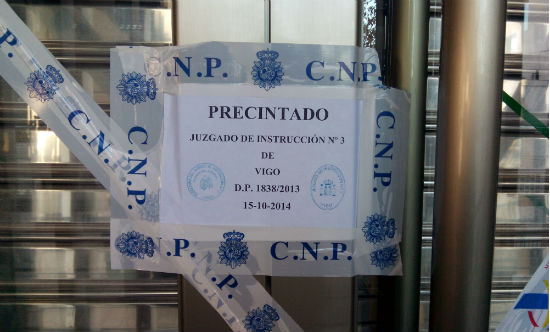 C.N.P.
C.N.P.
C.N.P.
C.N.P.
PRECINTADO
JUZGADO DE INSTRUCCIÓN Nº 3
DE
VIGO
D.P. 1838/2013
15-10-2014
C.N.P.
C.N.P.
N.P.
C.N.P.
C.N.P.